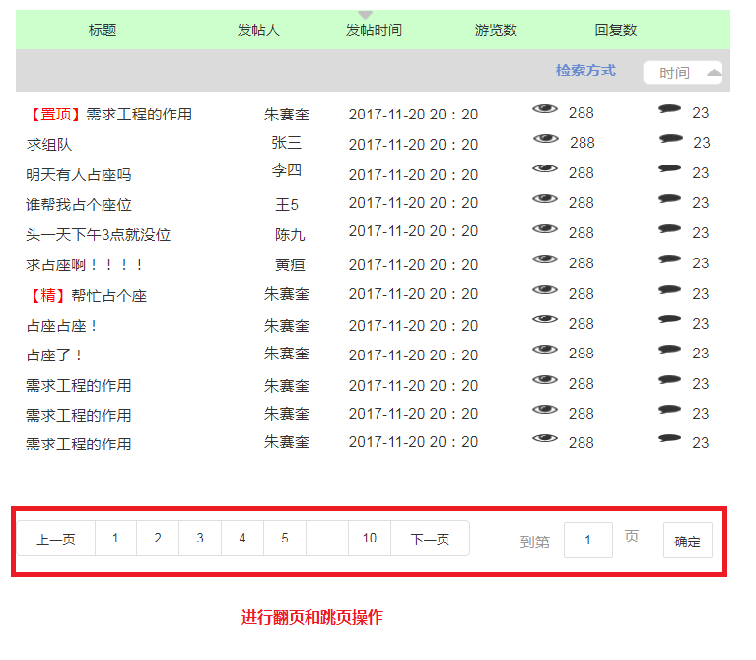 标题 发帖人 发帖时间 游览数 回复数
检索方式 时间
【置顶】需求工程的作用 朱赛奎 2017-11-20 20：20 288 23
求组队 张三 2017-11-20 20：20 288 23
明天有人占座吗 李四 2017-11-20 20：20 288 23
谁帮我占个座位 王5 2017-11-20 20：20 288 23
头一天下午3点就没位 陈九 2017-11-20 20：20 288 23
求占座啊！！！！ 黄疸 2017-11-20 20：20 288 23
【精】帮忙占个座 朱赛奎 2017-11-20 20：20 288 23
占座占座！ 朱赛奎 2017-11-20 20：20 288 23
占座了！ 朱赛奎 2017-11-20 20：20 288 23
需求工程的作用 朱赛奎 2017-11-20 20：20 288 23
需求工程的作用 朱赛奎 2017-11-20 20：20 288 23
需求工程的作用 朱赛奎 2017-11-20 20：20 288 23
上一页 1 2 3 4 5 10 下一页 到第 1 页 确定
进行翻页和跳页操作